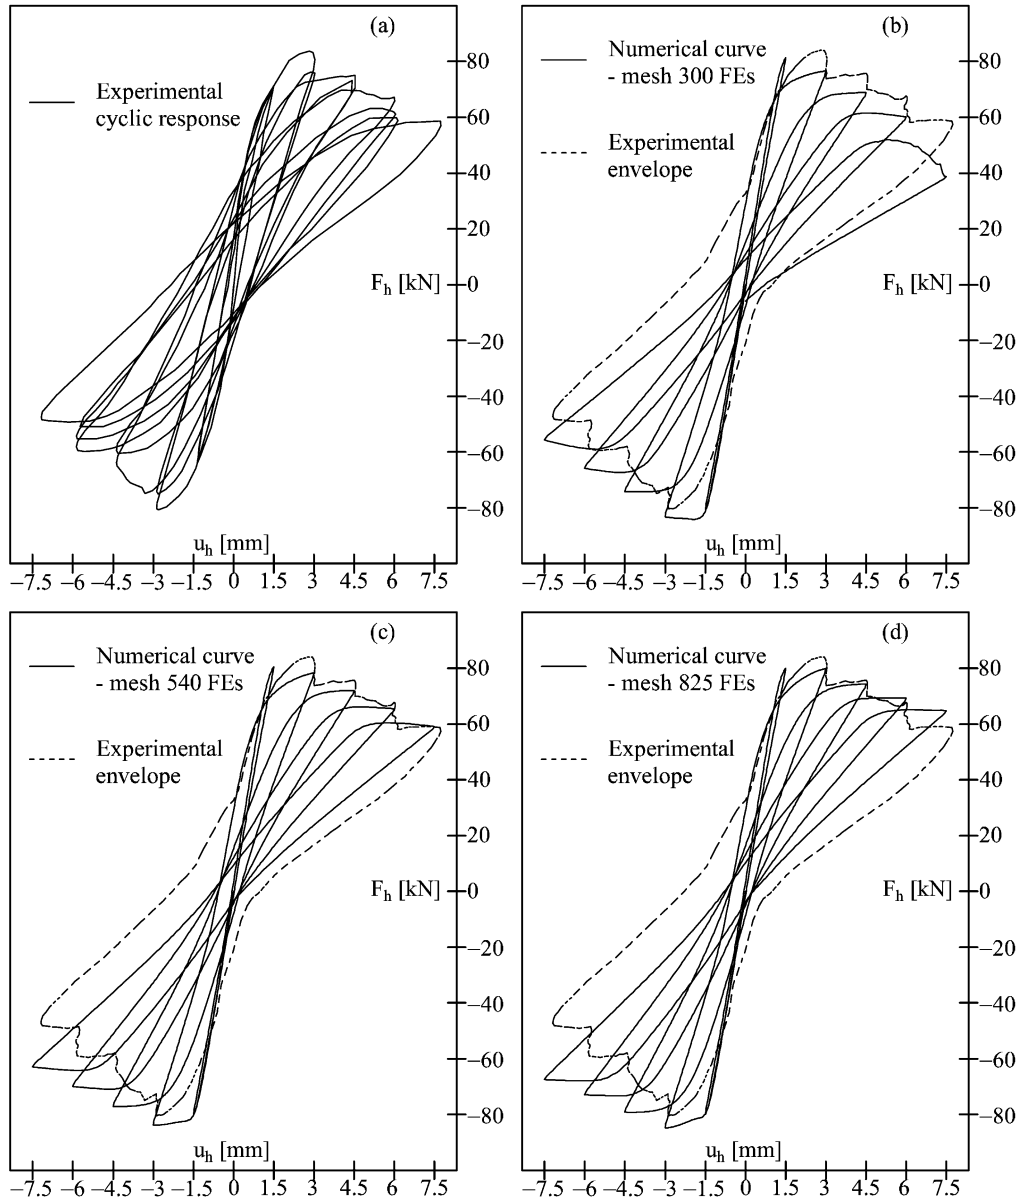 (a)
Experimental
cyclic response
80
60
40
20
F_h [kN]
0
−20
−40
−60
−80
u_h [mm]
−7.5 −6 −4.5 −3 −1.5 0 1.5 3 4.5 6 7.5
(b)
Numerical curve
- mesh 300 FEs
Experimental
envelope
80
60
40
20
F_h [kN]
0
−20
−40
−60
−80
u_h [mm]
−7.5 −6 −4.5 −3 −1.5 0 1.5 3 4.5 6 7.5
(c)
Numerical curve
- mesh 540 FEs
Experimental
envelope
80
60
40
20
F_h [kN]
0
−20
−40
−60
−80
u_h [mm]
−7.5 −6 −4.5 −3 −1.5 0 1.5 3 4.5 6 7.5
(d)
Numerical curve
- mesh 825 FEs
Experimental
envelope
80
60
40
20
F_h [kN]
0
−20
−40
−60
−80
u_h [mm]
−7.5 −6 −4.5 −3 −1.5 0 1.5 3 4.5 6 7.5